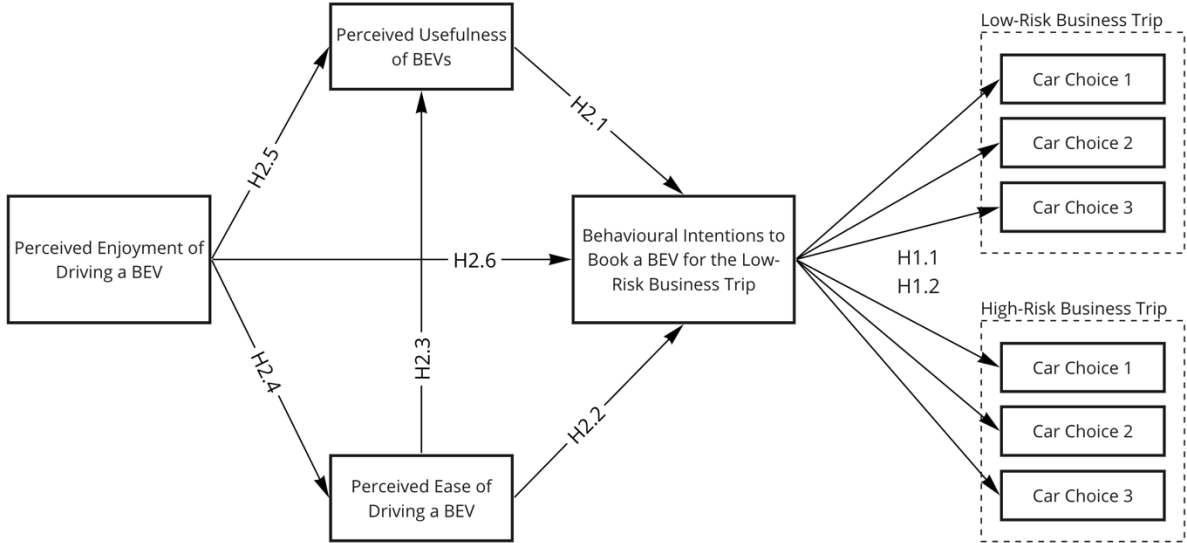 Low-Risk Business Trip
Perceived Usefulness
of BEVs
Car Choice 1
H2.1
Car Choice 2
H2.5
Car Choice 3
Perceived Enjoyment of
Driving a BEV
Behavioural Intentions to
Book a BEV for the Low-
Risk Business Trip
H2.6
H1.1
H1.2
High-Risk Business Trip
H2.4
H2.3
Car Choice 1
H2.2
Car Choice 2
Perceived Ease of
Driving a BEV
Car Choice 3